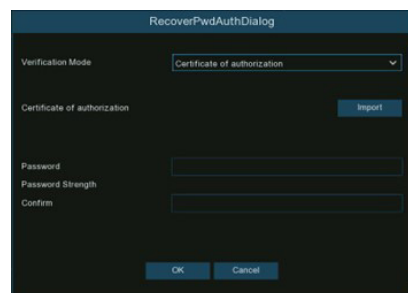 RecoverPwdAuthDialog
Verification Mode
Certificate of authorization
Certificate of authorization
Import
Password
Password Strength
Confirm
OK
Cancel